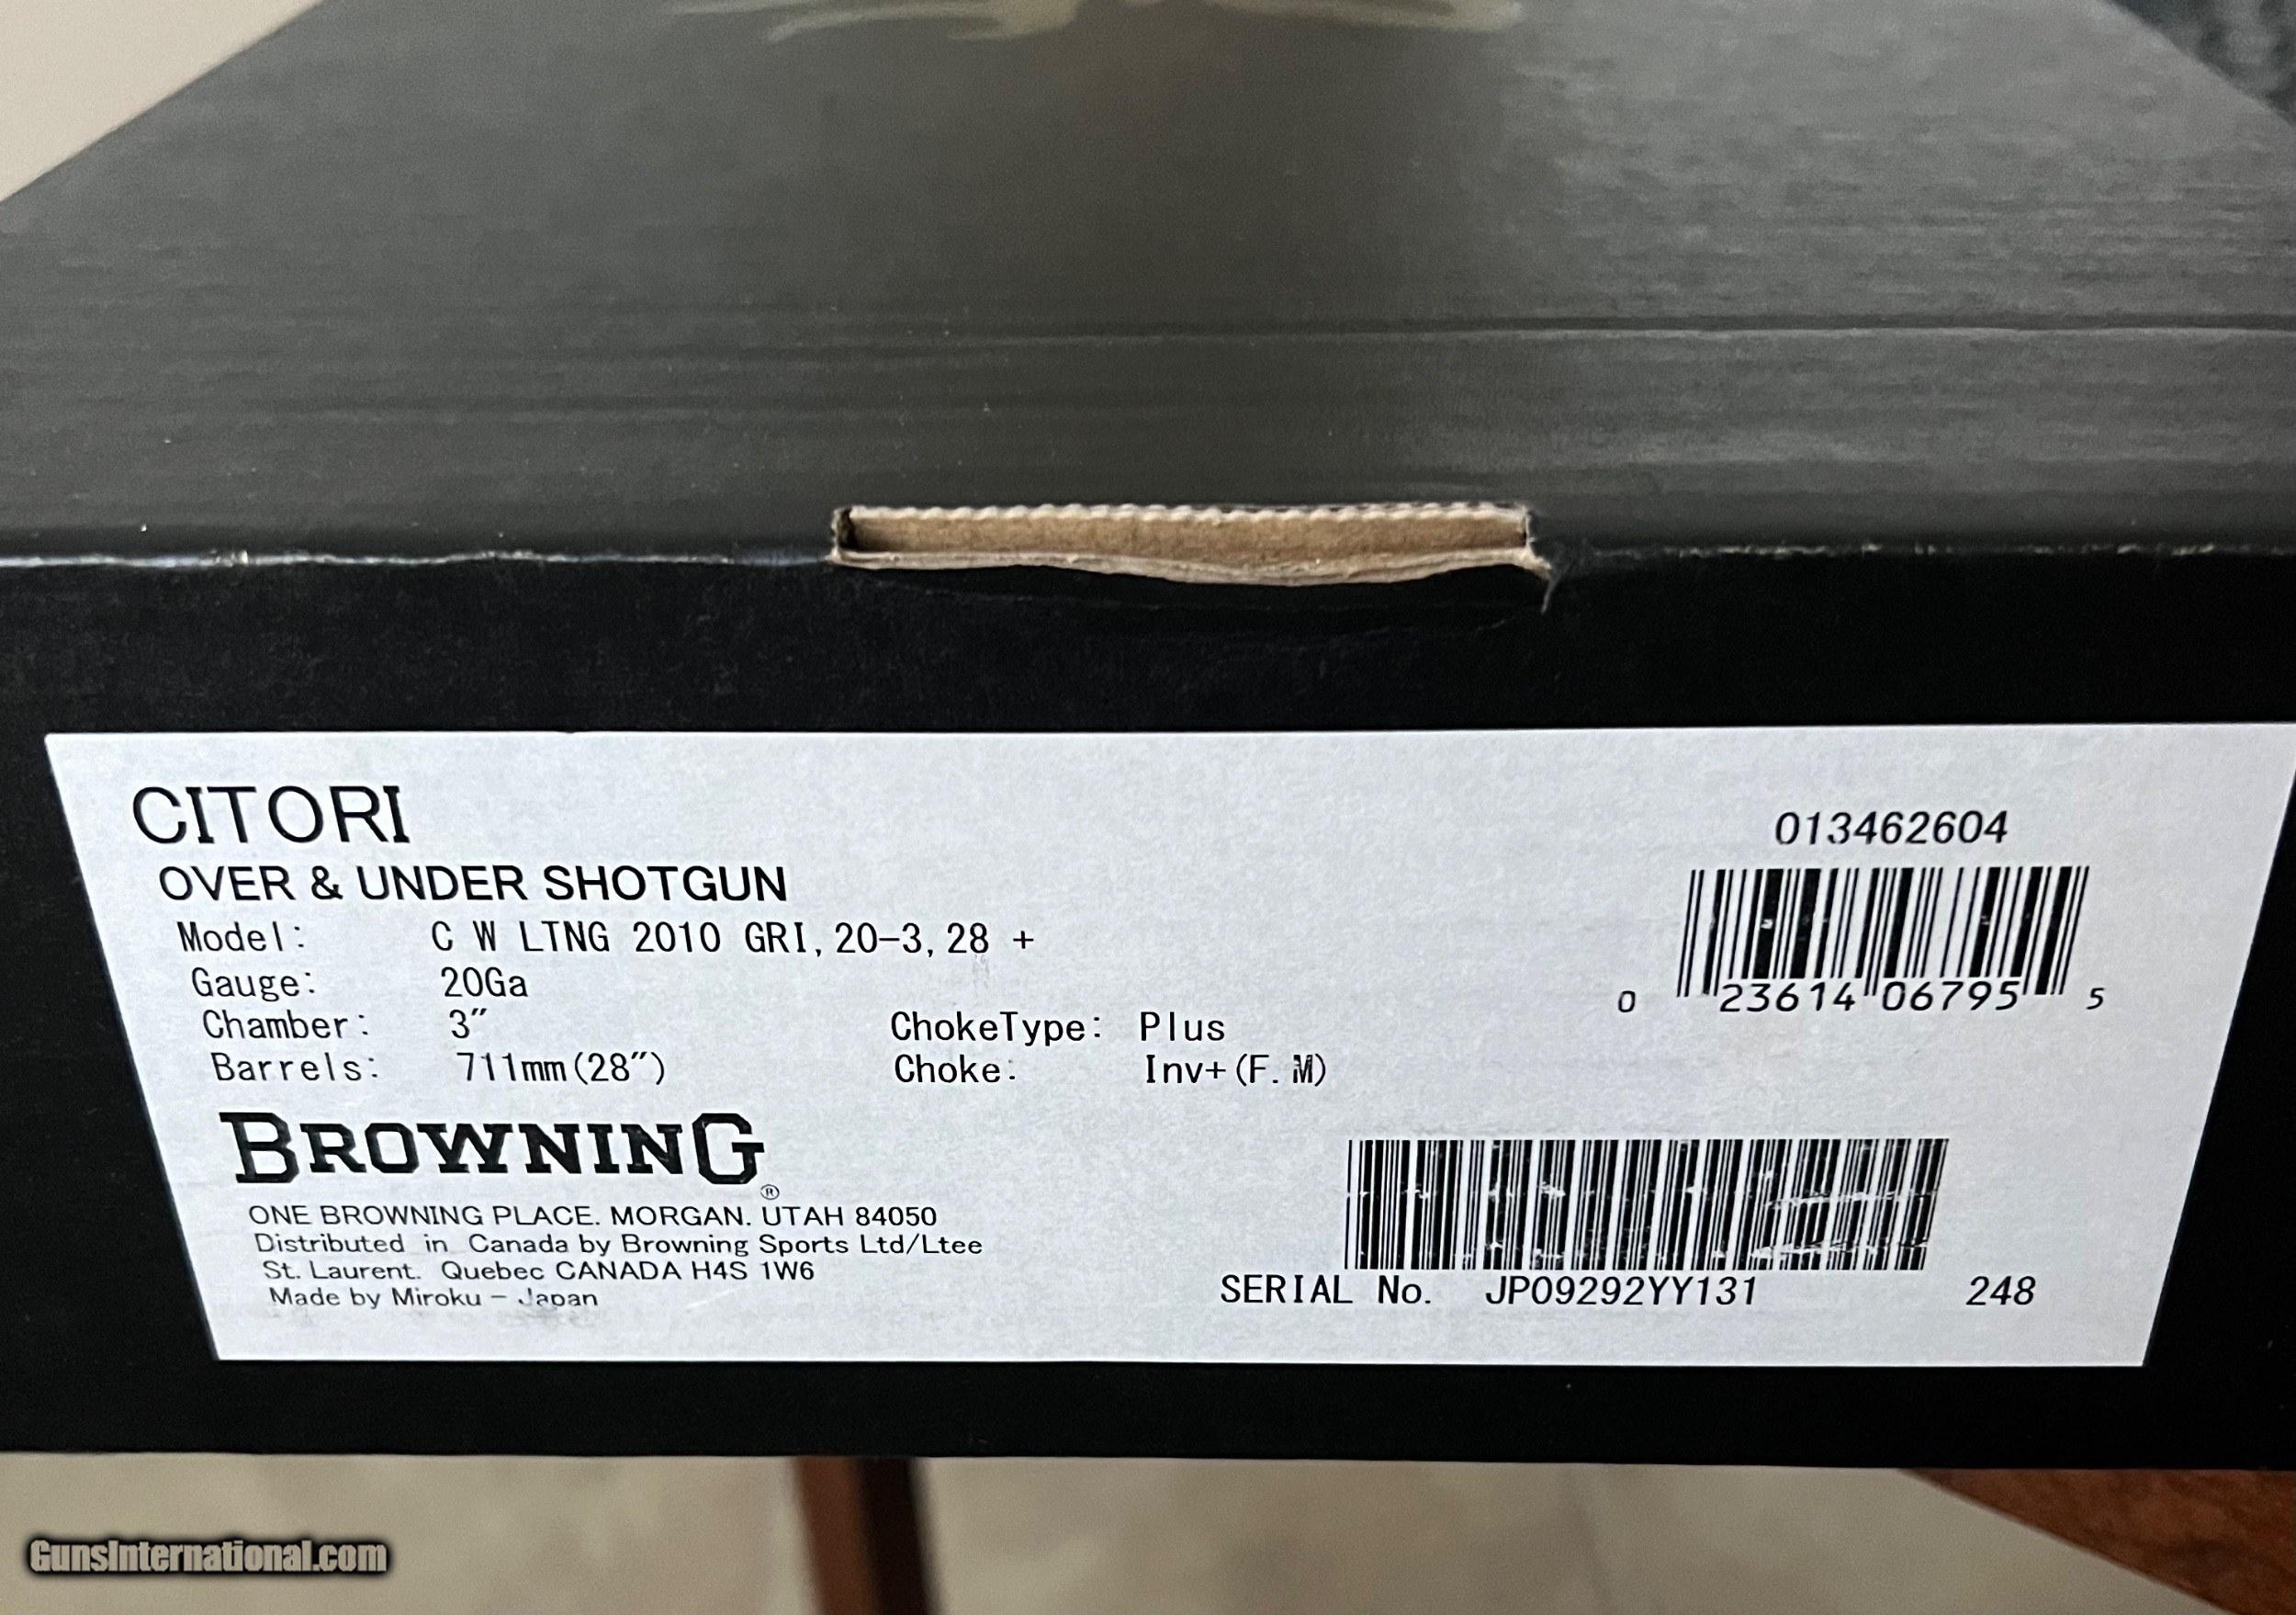 CITORI
OVER & UNDER SHOTGUN
Model: C W LTNG 2010 GRI, 20-3, 28 +
Gauge: 20Ga
Chamber: 3″ ChokeType: Plus
Barrels: 711mm(28″) Choke: Inv+(F. M)
013462604
0 23614 06795 5
BROWNING®
ONE BROWNING PLACE. MORGAN. UTAH 84050
Distributed in Canada by Browning Sports Ltd/Ltee
St. Laurent. Quebec CANADA H4S 1W6
Made by Miroku - Japan
SERIAL No. JP09292YY131 248
GunsInternational.com